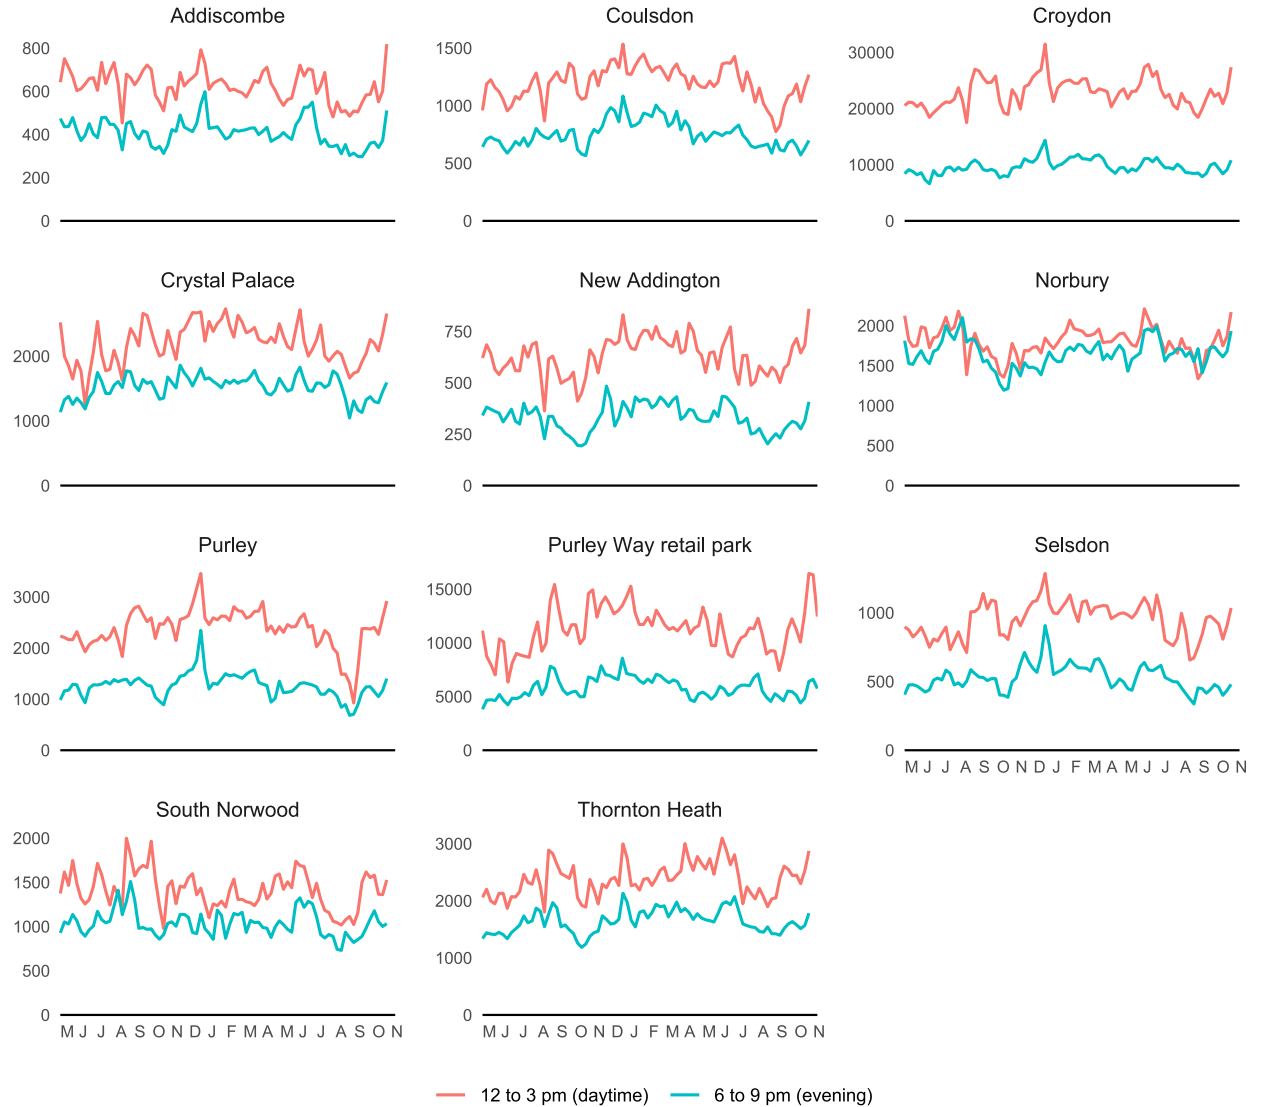 Addiscombe
Coulsdon
Croydon
800
600
400
200
0
1500
1000
500
0
30000
20000
10000
0
Crystal Palace
New Addington
Norbury
2000
1000
0
750
500
250
0
2000
1500
1000
500
0
Purley
Purley Way retail park
Selsdon
3000
2000
1000
0
15000
10000
5000
0
1000
500
0
M J J A S O N D J F M A M J J A S O N
South Norwood
Thornton Heath
2000
1500
1000
500
0
3000
2000
1000
0
M J J A S O N D J F M A M J J A S O N
M J J A S O N D J F M A M J J A S O N
12 to 3 pm (daytime)
6 to 9 pm (evening)